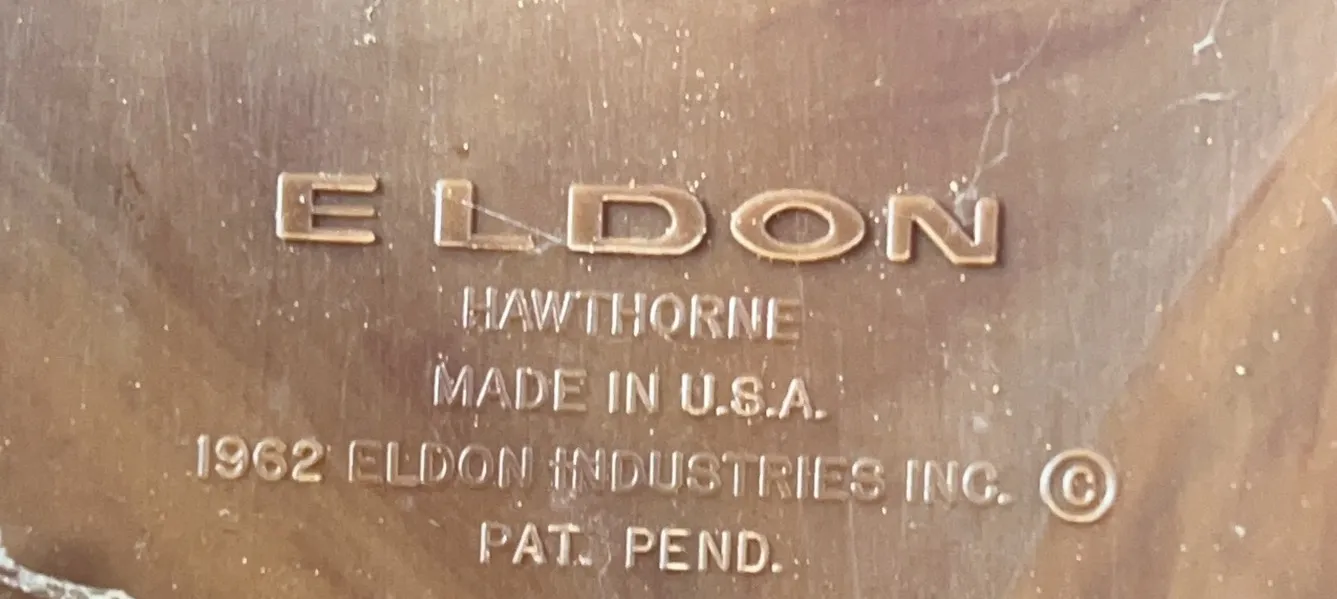 ELDON
HAWTHORNE
MADE IN U.S.A.
1962 ELDON INDUSTRIES INC. ©
PAT. PEND.